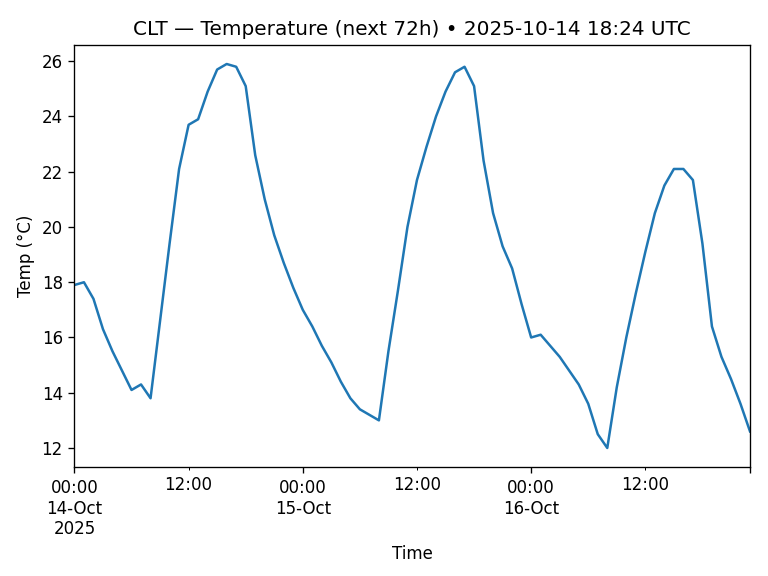 CLT — Temperature (next 72h) • 2025-10-14 18:24 UTC
26
24
22
20
18
16
14
12
Temp (°C)
00:00 12:00 00:00 12:00 00:00 12:00
14-Oct 15-Oct 16-Oct
2025
Time